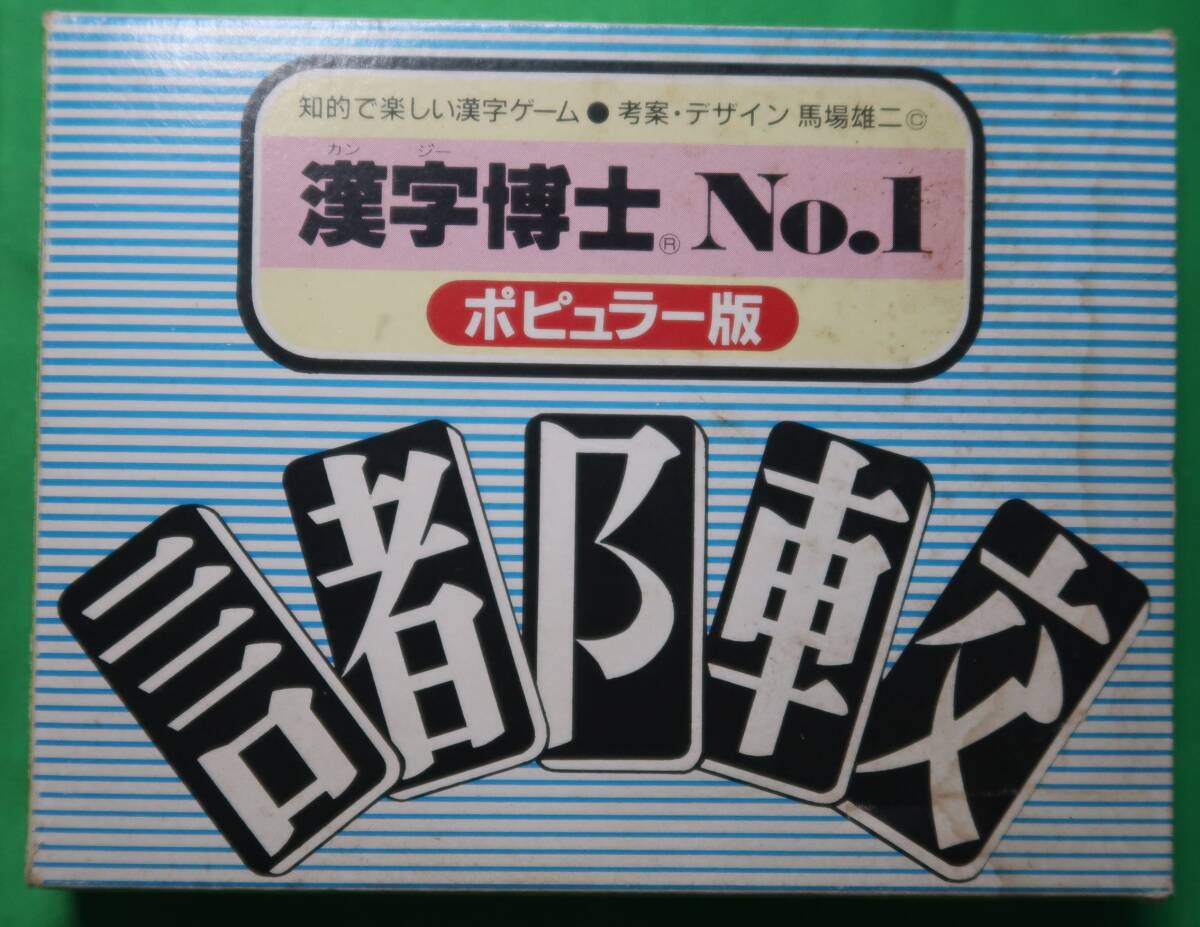 知的で楽しい漢字ゲーム●考案・デザイン 馬場雄二©
カン ジー
漢字博士® No.1
ポピュラー版
言 者 阝 車 交